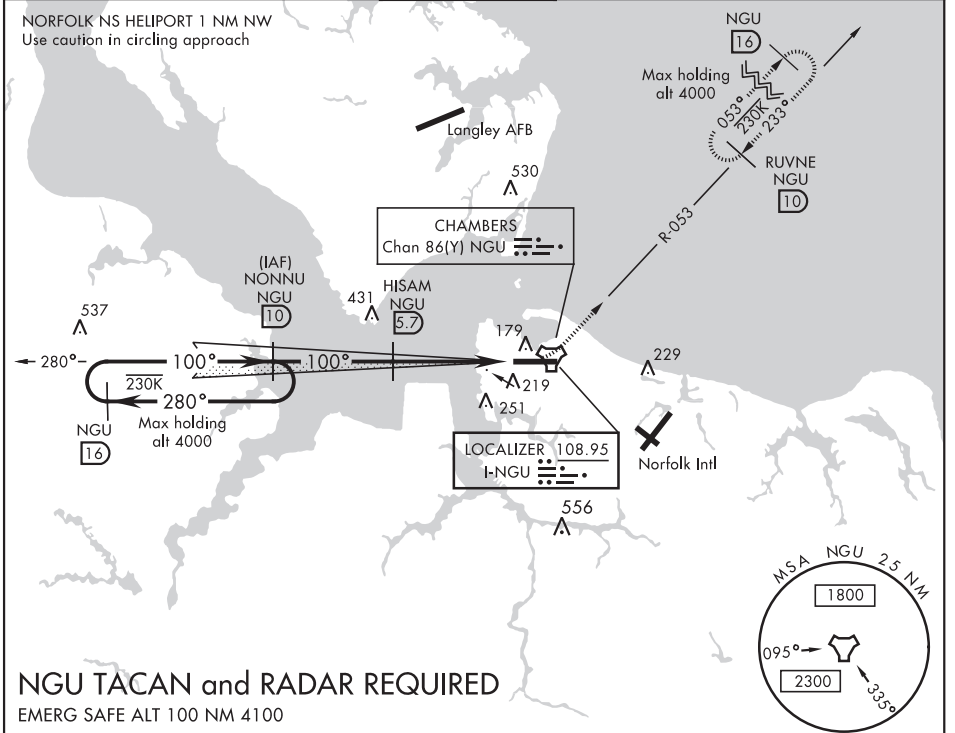 NORFOLK NS HELIPORT 1 NM NW
Use caution in circling approach
NGU
16
Max holding
alt 4000
053°
230K
233°
Langley AFB
RUVNE
NGU
10
530
CHAMBERS
Chan 86(Y) NGU
R-053
(IAF)
NONNU
NGU
10
HISAM
NGU
5.7
431
537
179
280°
100°
100°
229
230K
280°
219
251
Max holding
alt 4000
NGU
16
LOCALIZER 108.95
I-NGU
Norfolk Intl
556
MSA NGU 25 NM
1800
095°
2300
335°
NGU TACAN and RADAR REQUIRED
EMERG SAFE ALT 100 NM 4100